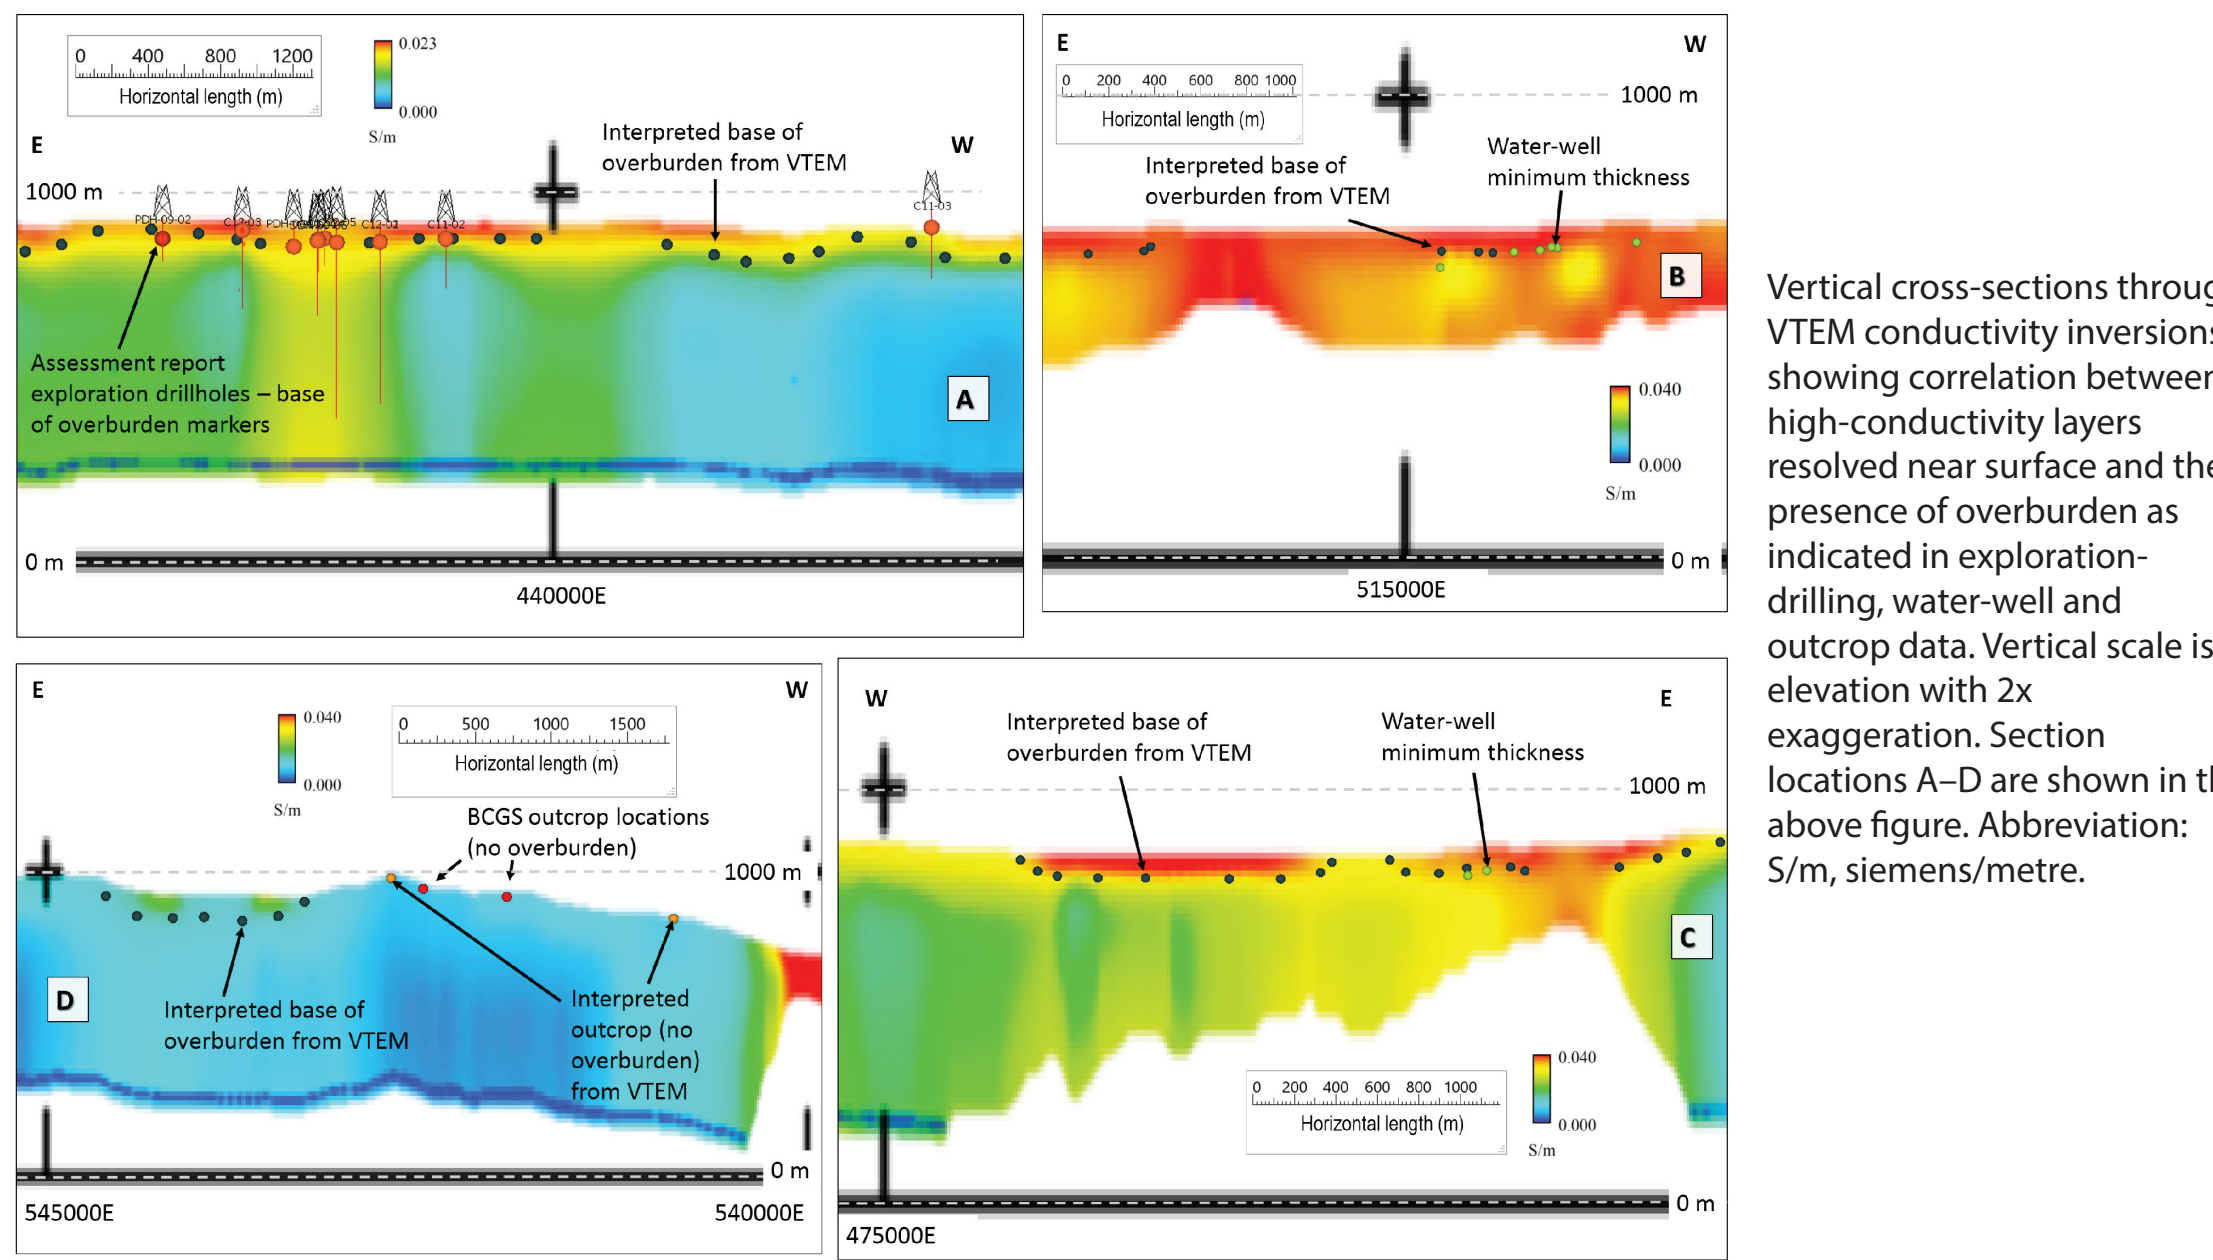 0 400 800 1200
Horizontal length (m)
0.023
0.000
S/m
Interpreted base of
overburden from VTEM
E
W
1000 m
PDH-09-02
C12-03
C12-02
C11-02
C11-03
Assessment report
exploration drillholes – base
of overburden markers
A
0 m
440000E
E
W
0 200 400 600 800 1000
Horizontal length (m)
1000 m
Interpreted base of
overburden from VTEM
Water-well
minimum thickness
B
0.040
0.000
S/m
0 m
515000E
Vertical cross-sections throug
VTEM conductivity inversions
showing correlation between
high-conductivity layers
resolved near surface and the
presence of overburden as
indicated in exploration-
drilling, water-well and
outcrop data. Vertical scale is
elevation with 2x
exaggeration. Section
locations A–D are shown in t
above figure. Abbreviation:
S/m, siemens/metre.
E
W
0.040
0.000
S/m
0 500 1000 1500
Horizontal length (m)
BCGS outcrop locations
(no overburden)
1000 m
D
Interpreted base of
overburden from VTEM
Interpreted
outcrop (no
overburden)
from VTEM
0 m
545000E
540000E
W
E
Interpreted base of
overburden from VTEM
Water-well
minimum thickness
1000 m
C
0 200 400 600 800 1000
Horizontal length (m)
0.040
0.000
S/m
0 m
475000E